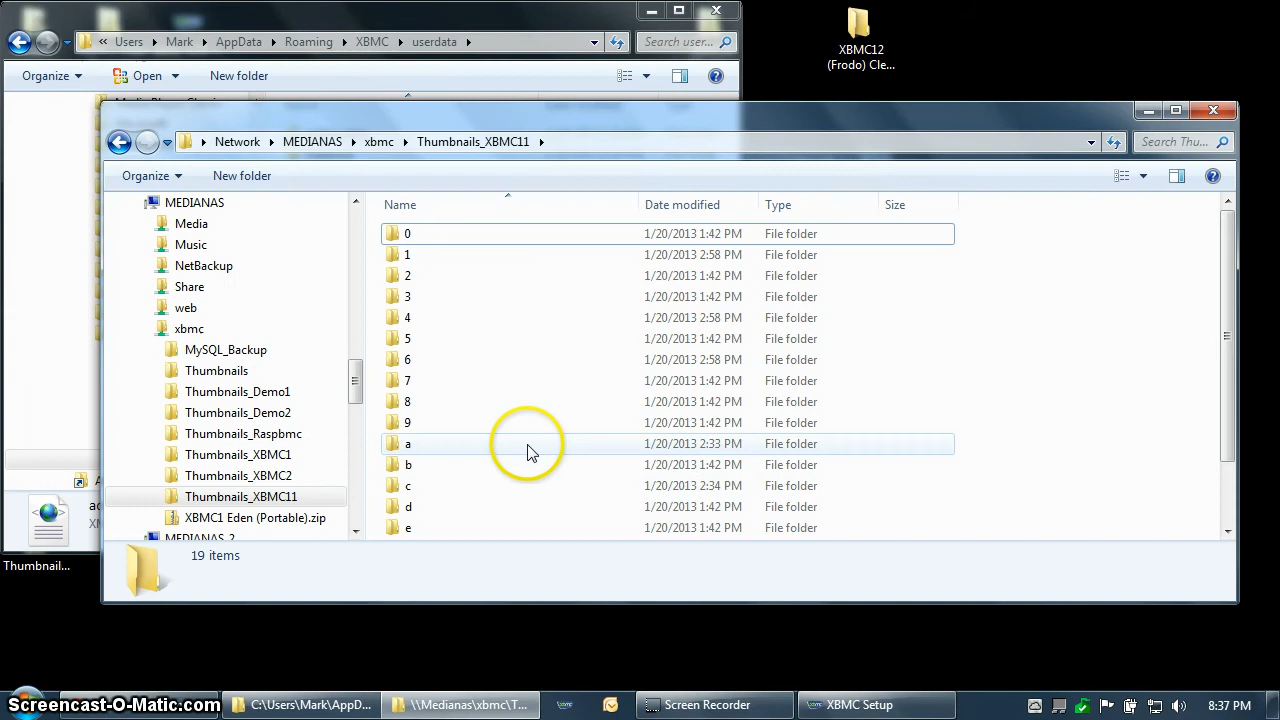 XBMC12
(Frodo) Cle...
Users Mark AppData Roaming XBMC userdata
Search user...
Organize Open New folder
Network MEDIANAS xbmc Thumbnails_XBMC11
Search Thu...
Organize New folder
MEDIANAS
Media
Music
NetBackup
Share
web
xbmc
MySQL_Backup
Thumbnails
Thumbnails_Demo1
Thumbnails_Demo2
Thumbnails_Raspbmc
Thumbnails_XBMC1
Thumbnails_XBMC2
Thumbnails_XBMC11
XBMC1 Eden (Portable).zip
Name Date modified Type Size
0 1/20/2013 1:42 PM File folder
1 1/20/2013 2:58 PM File folder
2 1/20/2013 1:42 PM File folder
3 1/20/2013 1:42 PM File folder
4 1/20/2013 2:58 PM File folder
5 1/20/2013 1:42 PM File folder
6 1/20/2013 2:58 PM File folder
7 1/20/2013 1:42 PM File folder
8 1/20/2013 1:42 PM File folder
9 1/20/2013 1:42 PM File folder
a 1/20/2013 2:33 PM File folder
b 1/20/2013 1:42 PM File folder
c 1/20/2013 2:34 PM File folder
d 1/20/2013 1:42 PM File folder
e 1/20/2013 1:42 PM File folder
19 items
Thumbnail...
Screencast-O-Matic.com
C:\Users\Mark\AppD...
\\Medianas\xbmc\T...
Screen Recorder
XBMC Setup
8:37 PM